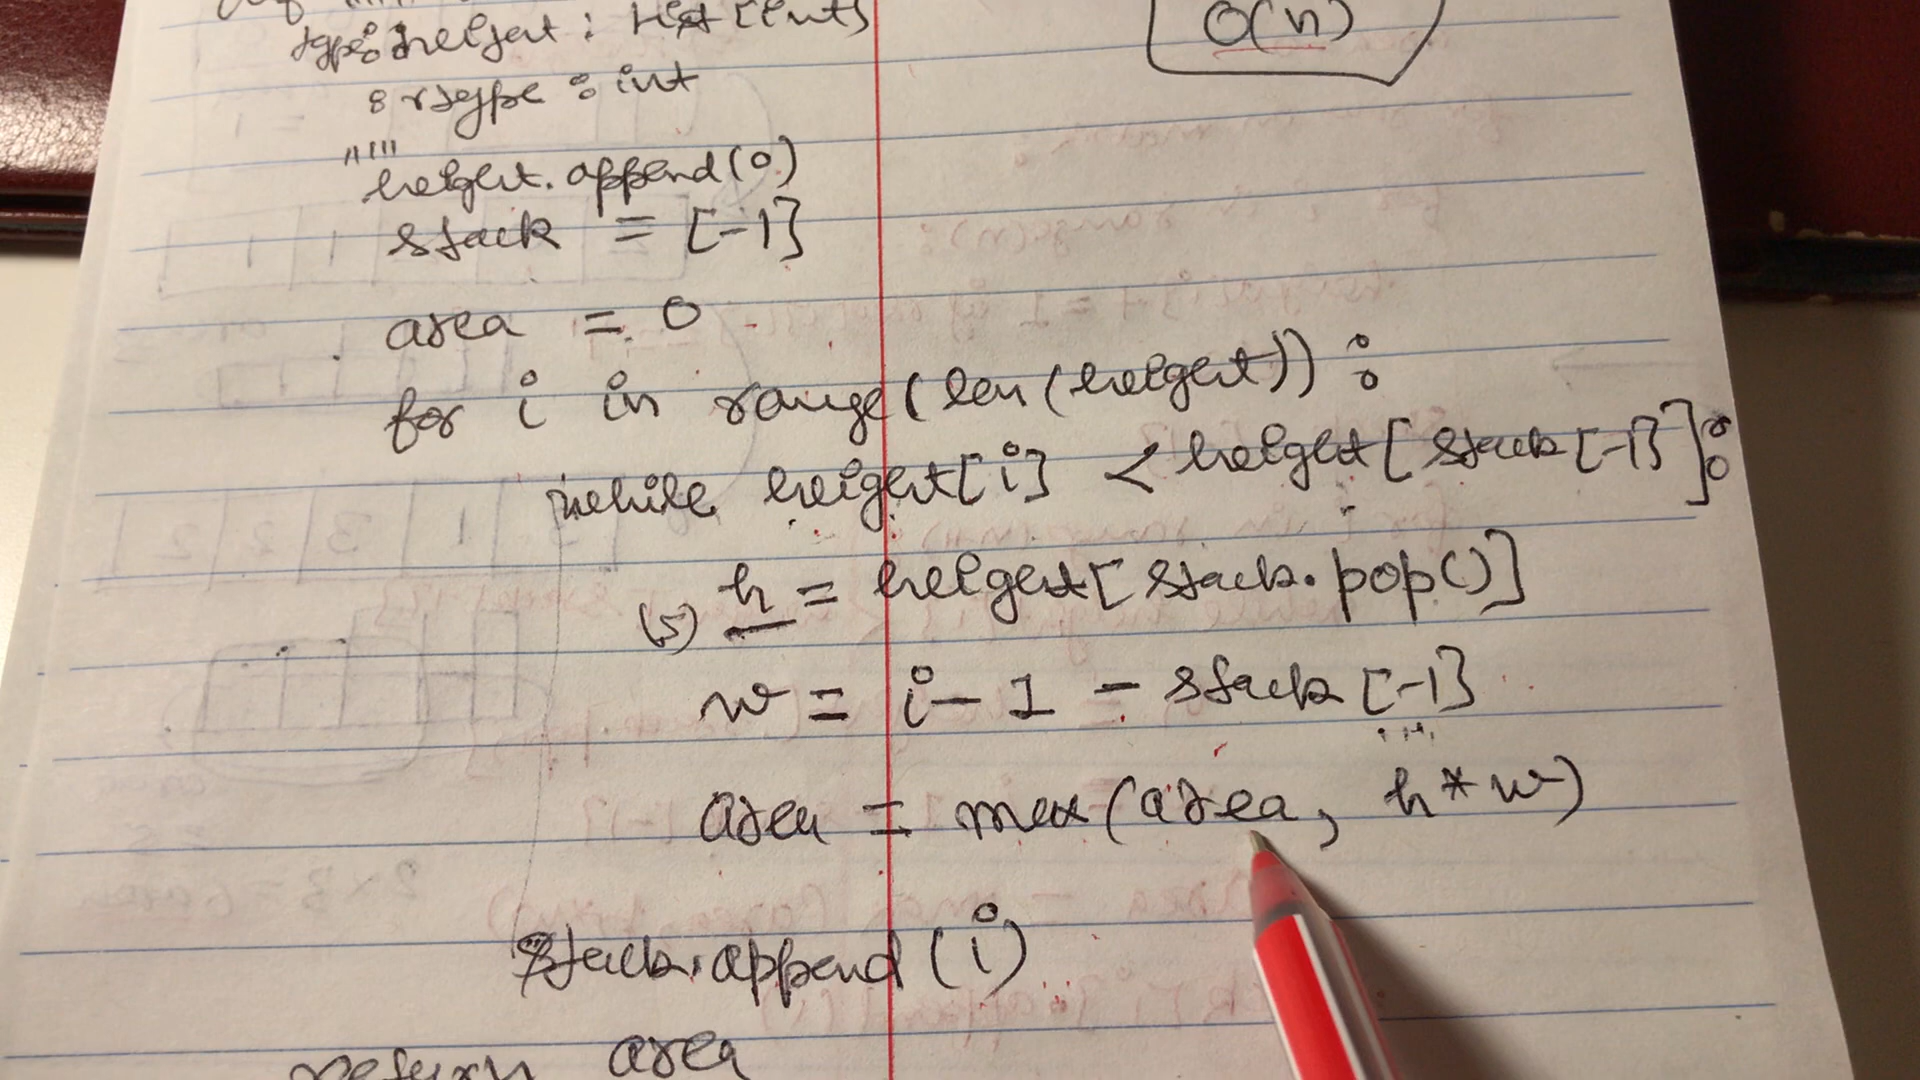 O(n)
type: height: List[int]
: rtype : int
"""
height.append(0)
stack = [-1]
area = 0
for i in range(len(height)):
while height[i] < height[stack[-1]]:
(5) h = height[stack.pop()]
w = i - 1 - stack[-1]
area = max(area, h*w)
stack.append(i)
return area